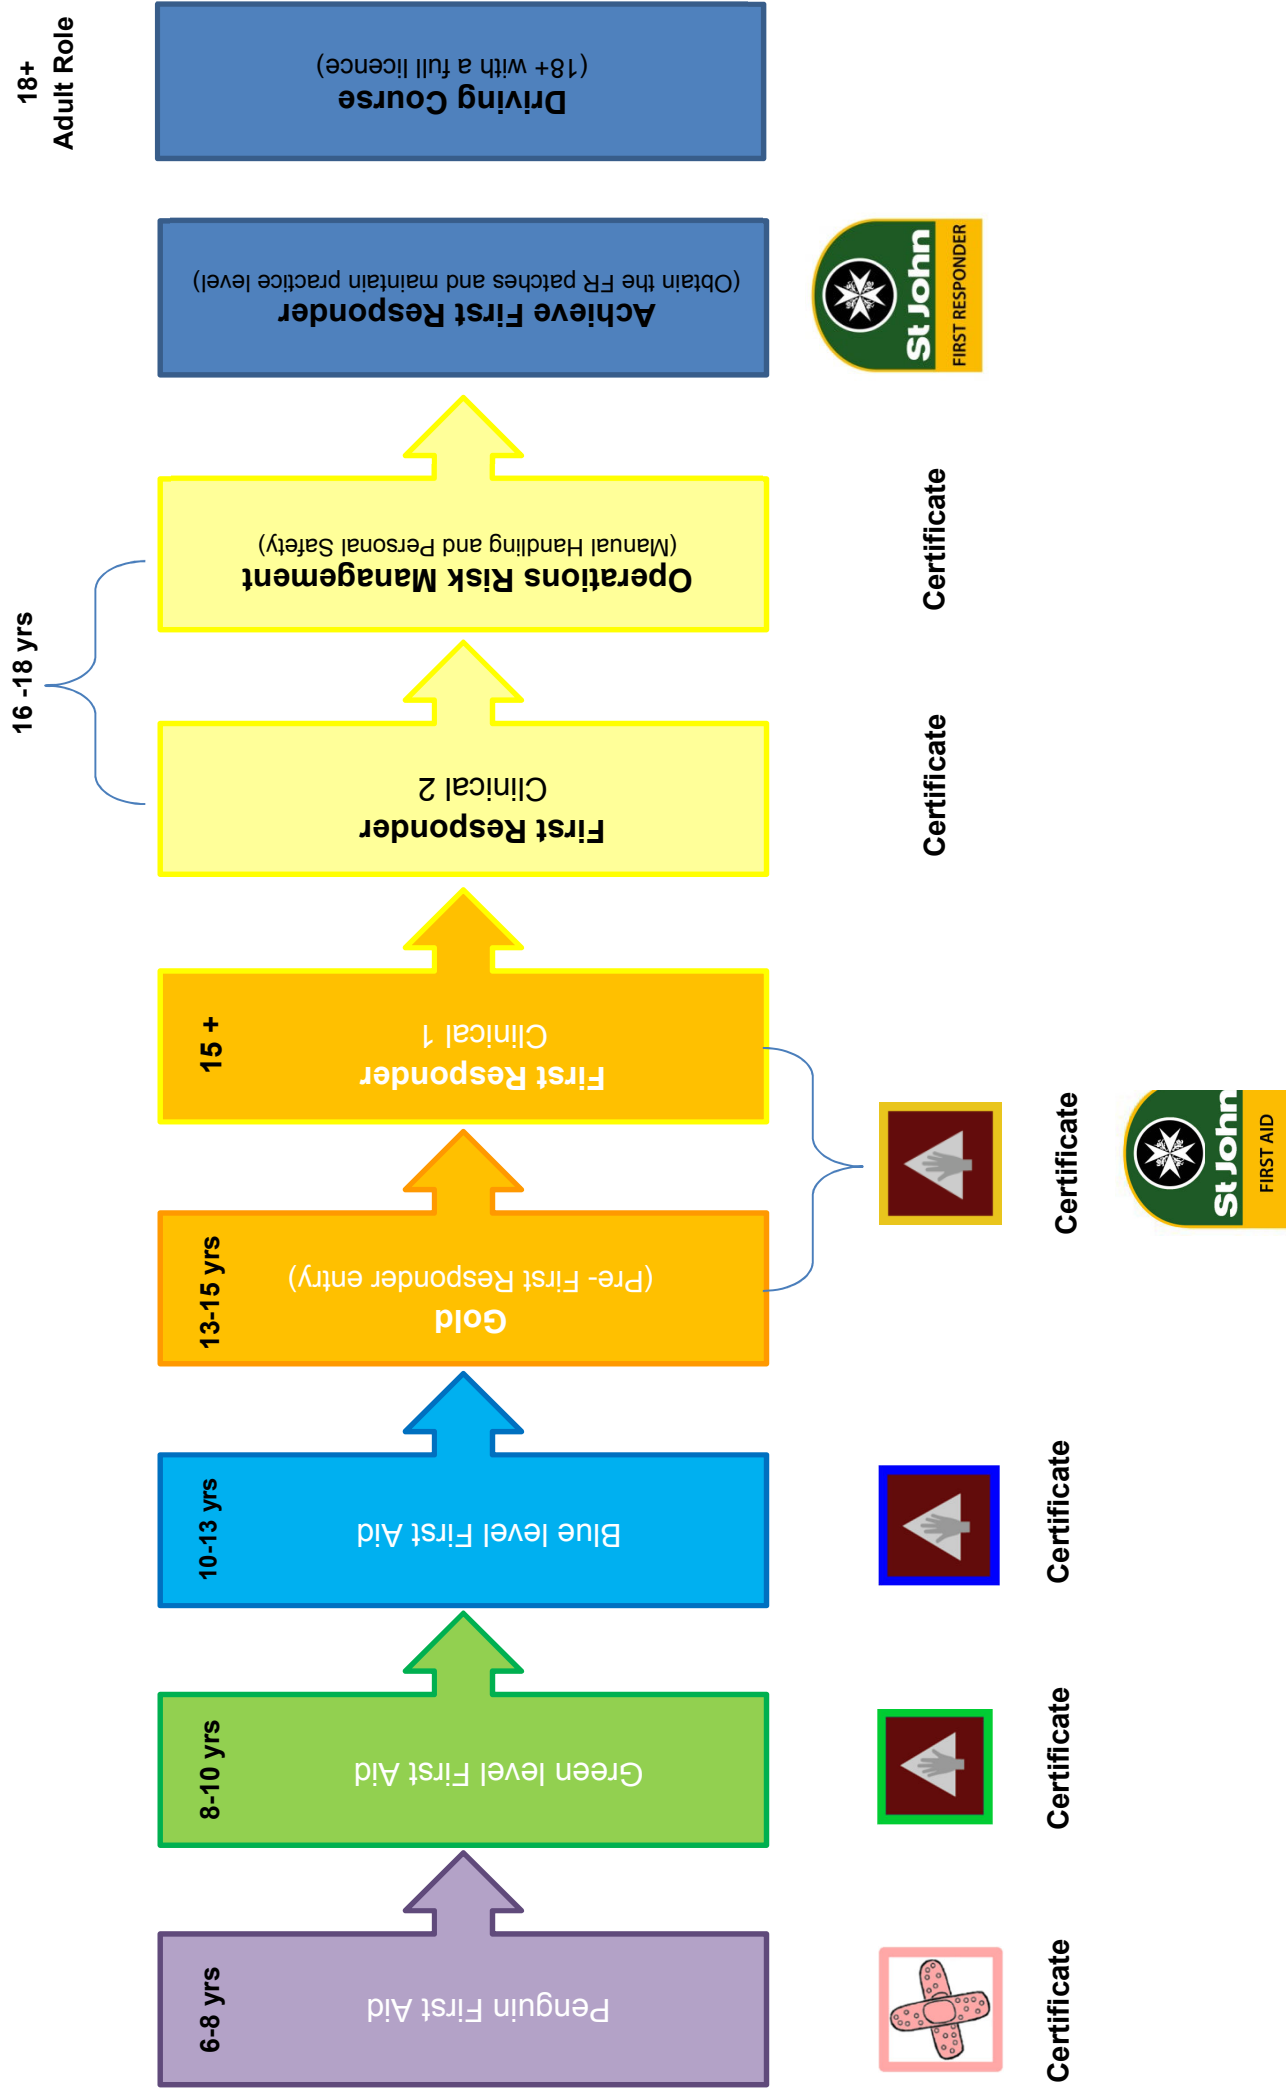 6-8 yrs
Penguin First Aid
Certificate
8-10 yrs
Green level First Aid
Certificate
10-13 yrs
Blue level First Aid
Certificate
13-15 yrs
Gold
(Pre- First Responder entry)
15 +
First Responder
Clinical 1
Certificate
St John
FIRST AID
16 -18 yrs
First Responder
Clinical 2
Certificate
Operations Risk Management
(Manual Handling and Personal Safety)
Certificate
Achieve First Responder
(Obtain the FR patches and maintain practice level)
St John
FIRST RESPONDER
18+
Adult Role
Driving Course
(18+ with a full licence)